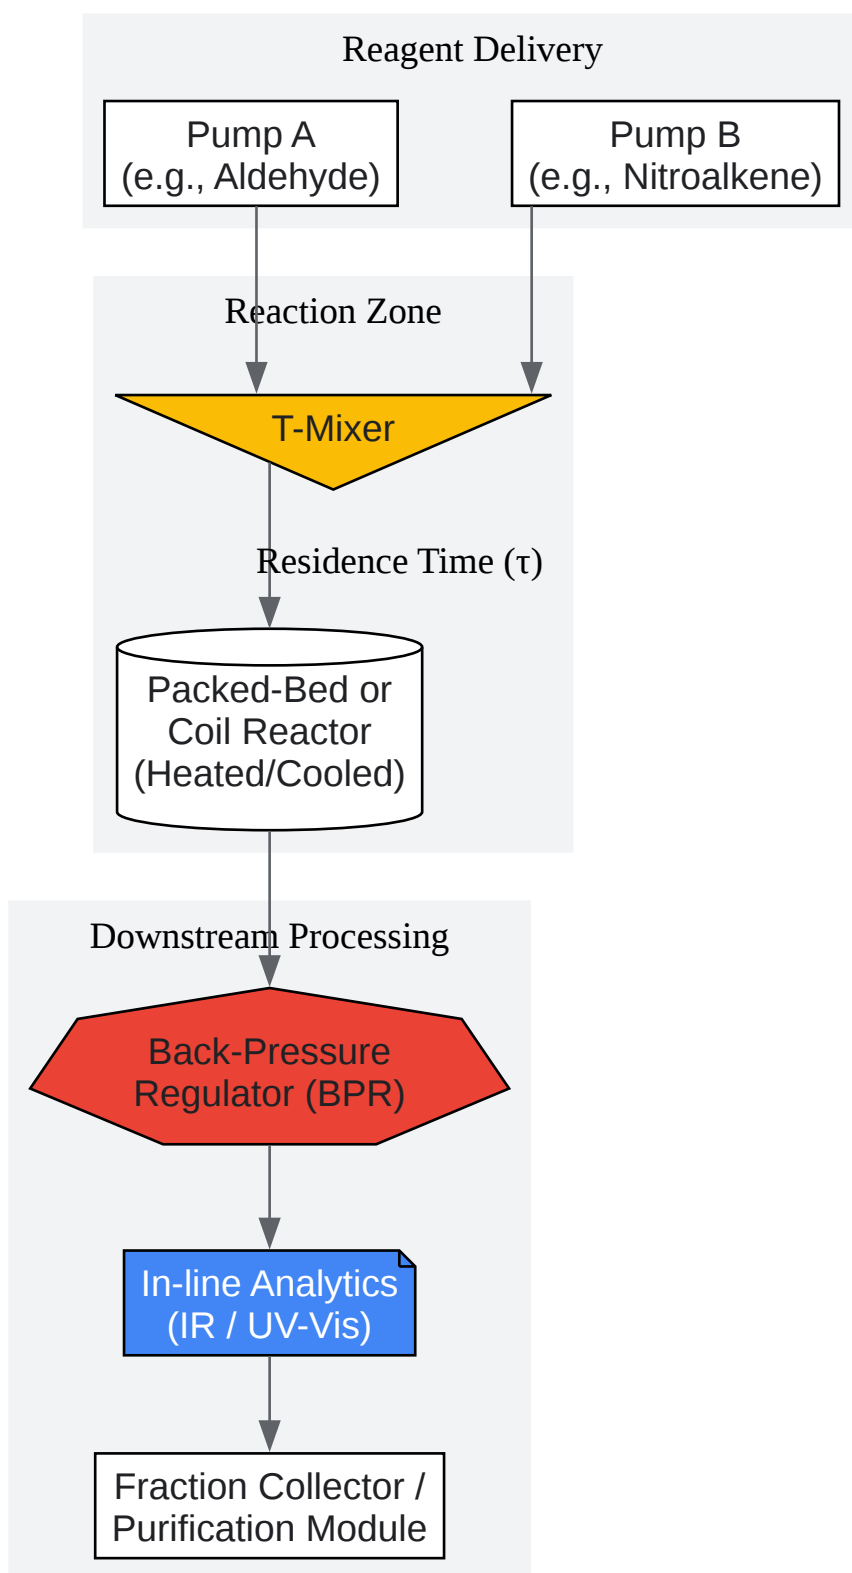 Reagent Delivery
Pump A
(e.g., Aldehyde)
Pump B
(e.g., Nitroalkene)
Reaction Zone
T-Mixer
Residence Time (τ)
Packed-Bed or
Coil Reactor
(Heated/Cooled)
Downstream Processing
Back-Pressure
Regulator (BPR)
In-line Analytics
(IR / UV-Vis)
Fraction Collector /
Purification Module